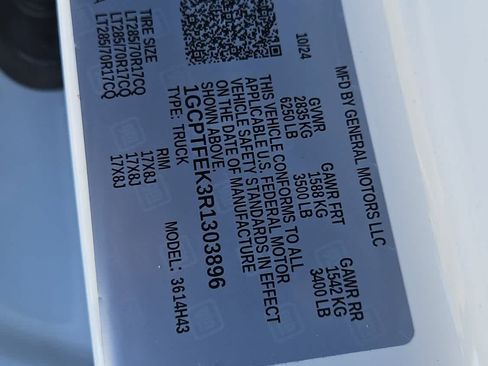 MFD BY GENERAL MOTORS LLC
10/24
GVWR
2835 KG
6250 LB
GAWR FRT
1588 KG
3500 LB
GAWR RR
1542 KG
3400 LB
THIS VEHICLE CONFORMS TO ALL
APPLICABLE U.S. FEDERAL MOTOR
VEHICLE SAFETY STANDARDS IN EFFECT
ON THE DATE OF MANUFACTURE
SHOWN ABOVE.
1GCPTFEK3R1303896
TYPE: TRUCK
MODEL: 3614H43
TIRE SIZE
LT285/70R17CQ
LT285/70R17CQ
LT285/70R17CQ
RIM
17X8J
17X8J
17X8J